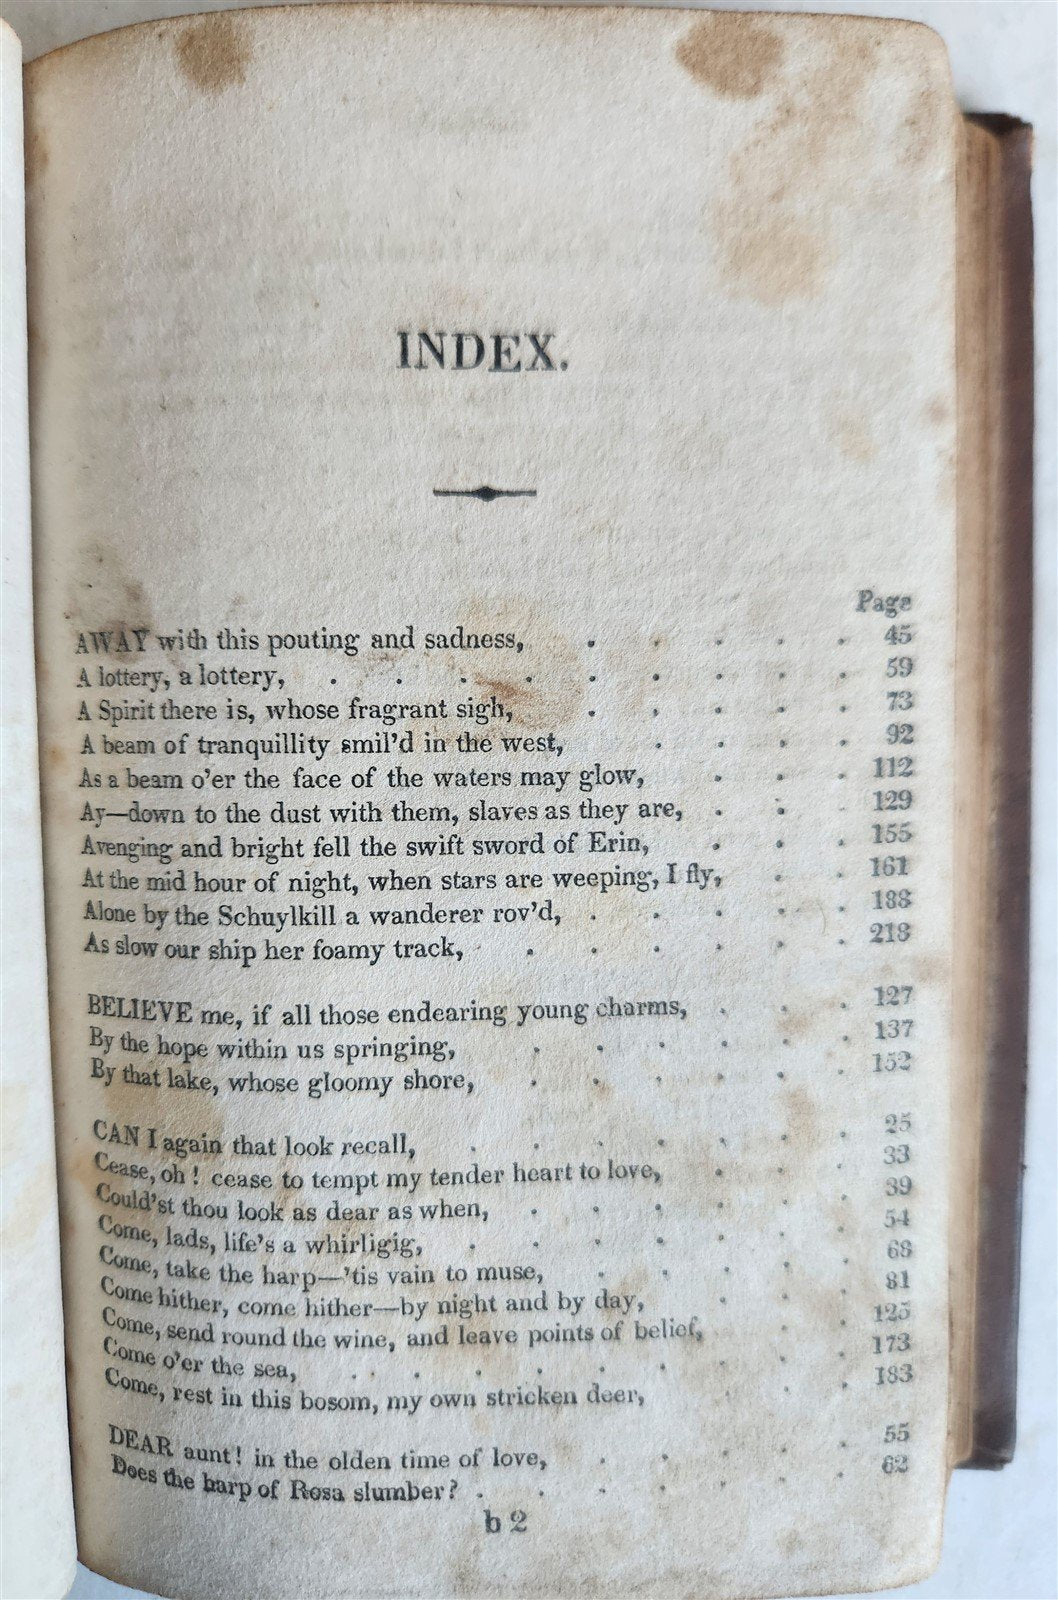 INDEX.
Page
AWAY with this pouting and sadness, . . . . . 45
A lottery, a lottery, . . . . . . . . . 59
A Spirit there is, whose fragrant sigh, . . . . . 73
A beam of tranquillity smil'd in the west, . . . . 92
As a beam o'er the face of the waters may glow, . . . 112
Ay—down to the dust with them, slaves as they are, . . . 129
Avenging and bright fell the swift sword of Erin, . . . 155
At the mid hour of night, when stars are weeping, I fly, . . 161
Alone by the Schuylkill a wanderer rov'd, . . . . . 188
As slow our ship her foamy track, . . . . . . 218
BELIEVE me, if all those endearing young charms, . . . 127
By the hope within us springing, . . . . . . 137
By that lake, whose gloomy shore, . . . . . . 152
CAN I again that look recall, . . . . . . . 25
Cease, oh! cease to tempt my tender heart to love, . . . 33
Could'st thou look as dear as when, . . . . . . 39
Come, lads, life's a whirligig, . . . . . . . 54
Come, take the harp—'tis vain to muse, . . . . . 68
Come hither, come hither—by night and by day, . . . 81
Come, send round the wine, and leave points of belief, . . 125
Come o'er the sea, . . . . . . . . . 173
Come, rest in this bosom, my own stricken deer, . . . 183
DEAR aunt! in the olden time of love, . . . . . 55
Does the harp of Rosa slumber? . . . . . . . 62
b 2